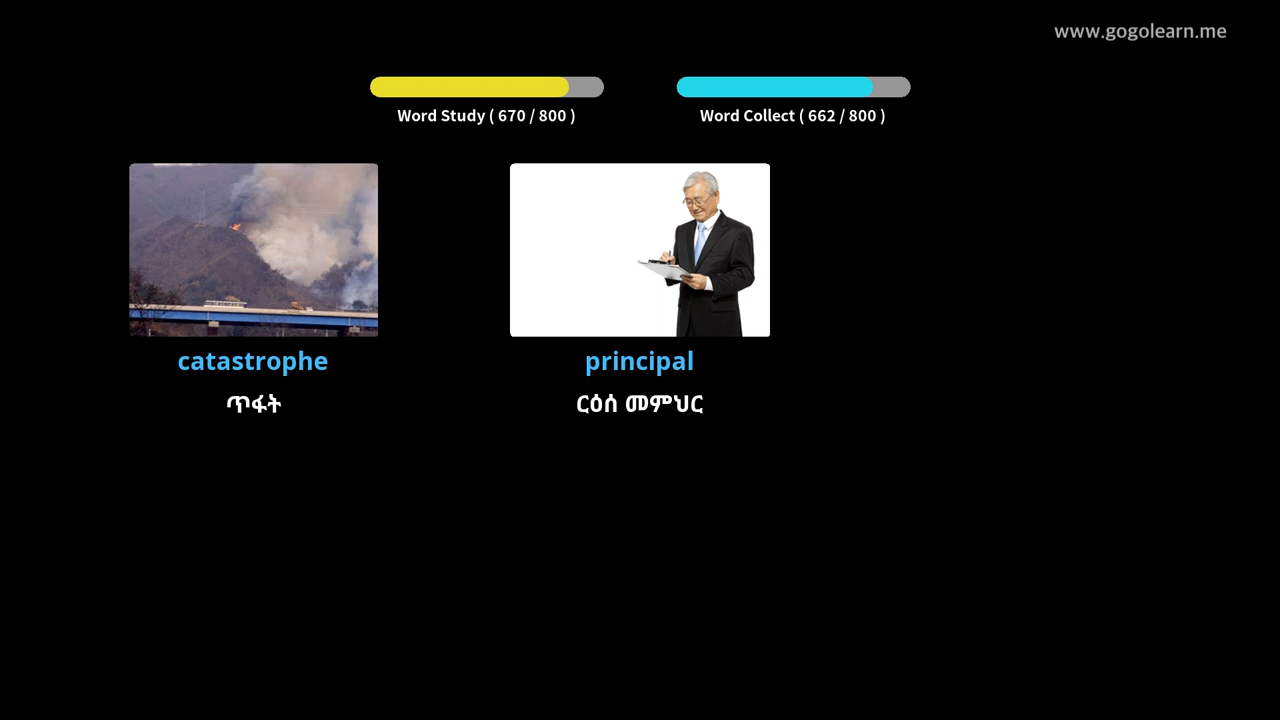 www.gogolearn.me
Word Study ( 670 / 800 )
Word Collect ( 662 / 800 )
catastrophe
ጥፋት
principal
ርዕሰ መምህር